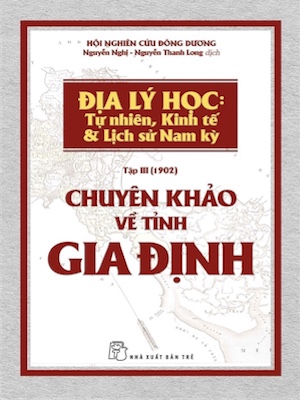 HỘI NGHIÊN CỨU ĐÔNG DƯƠNG
Nguyễn Nghị - Nguyễn Thanh Long dịch
ĐỊA LÝ HỌC:
Tự nhiên, Kinh tế
& Lịch sử Nam kỳ
Tập III (1902)
CHUYÊN KHẢO
VỀ TỈNH
GIA ĐỊNH
NHÀ XUẤT BẢN TRẺ